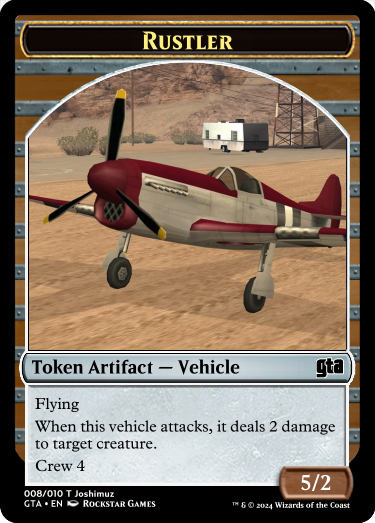 RUSTLER
Token Artifact — Vehicle
gta
Flying
When this vehicle attacks, it deals 2 damage
to target creature.
Crew 4
5/2
008/010 T Joshimuz
GTA • EN ROCKSTAR GAMES
™ & © 2024 Wizards of the Coast